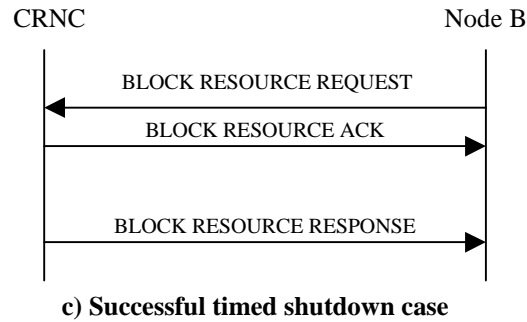 CRNC Node B
BLOCK RESOURCE REQUEST
BLOCK RESOURCE ACK
BLOCK RESOURCE RESPONSE
c) Successful timed shutdown case